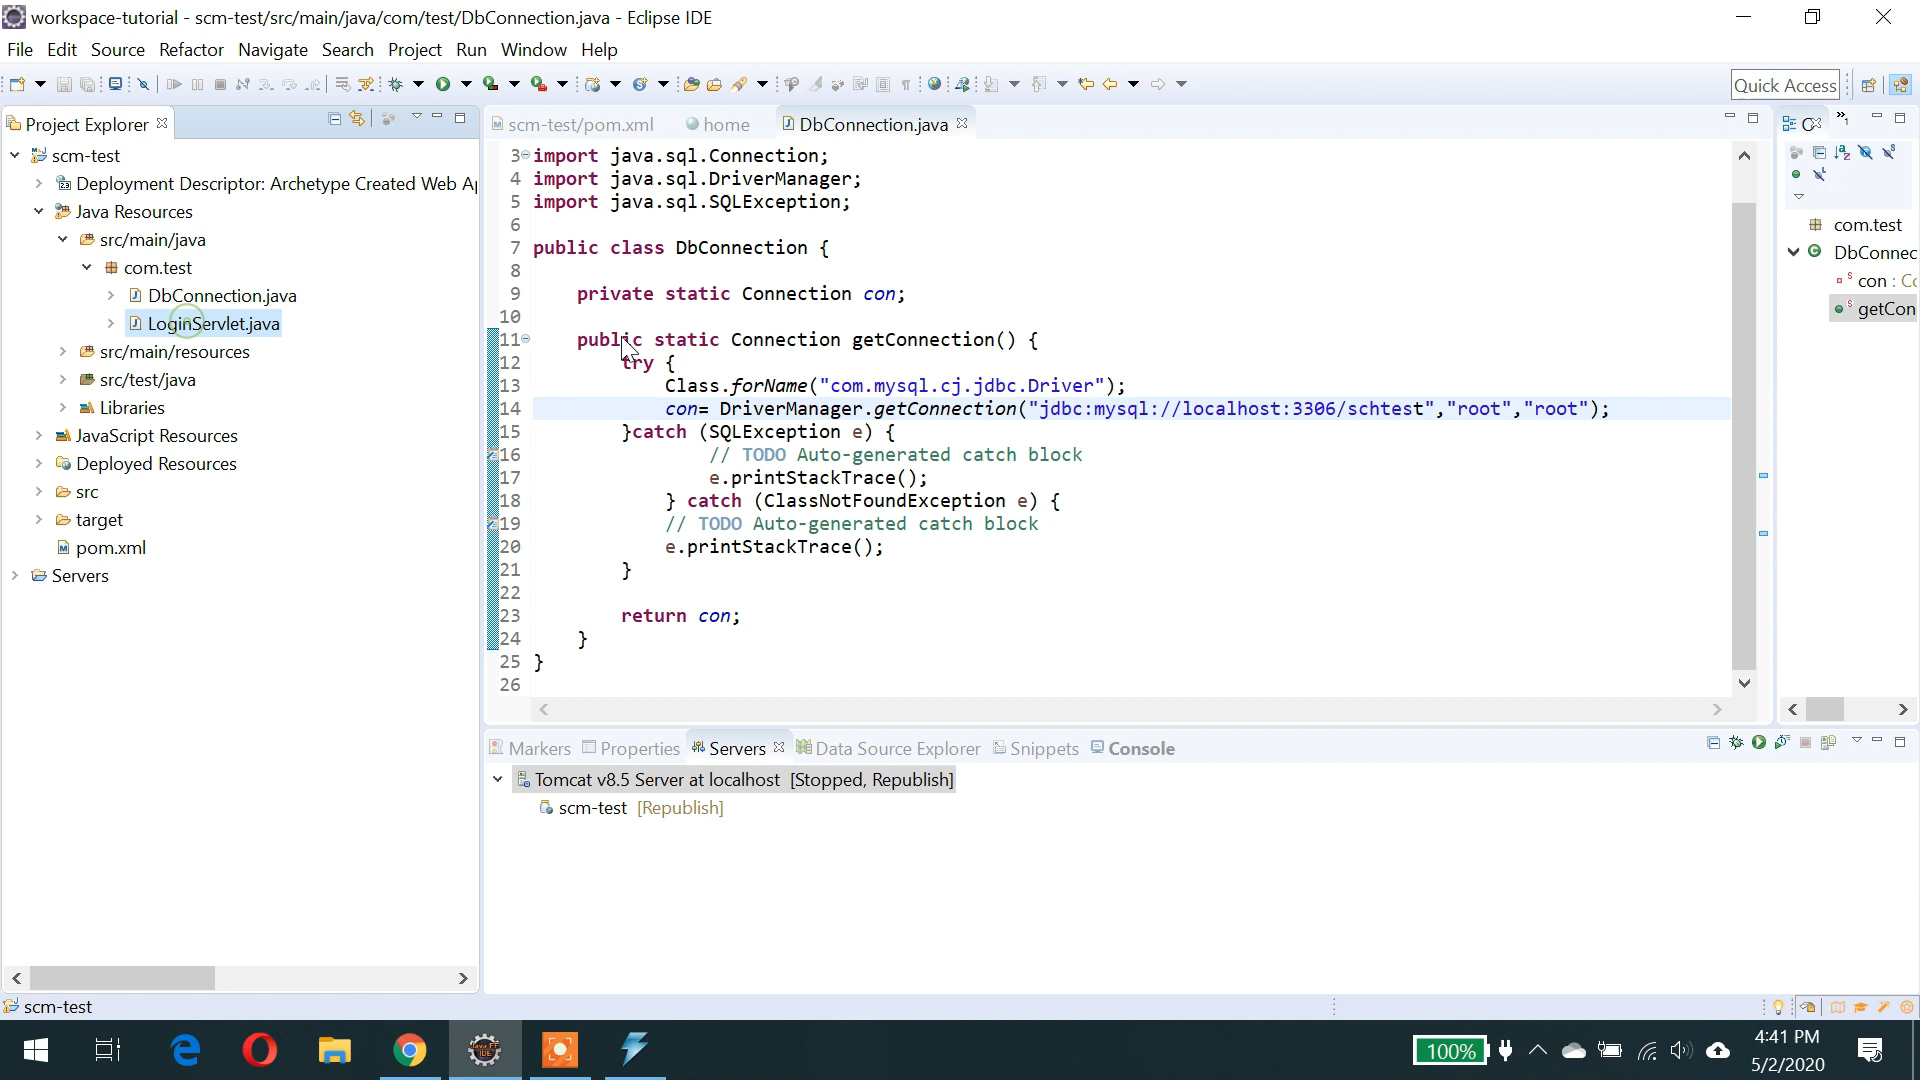 workspace-tutorial - scm-test/src/main/java/com/test/DbConnection.java - Eclipse IDE
File Edit Source Refactor Navigate Search Project Run Window Help
Quick Access
Project Explorer
scm-test
Deployment Descriptor: Archetype Created Web A
Java Resources
src/main/java
com.test
DbConnection.java
LoginServlet.java
src/main/resources
src/test/java
Libraries
JavaScript Resources
Deployed Resources
src
target
pom.xml
Servers
scm-test/pom.xml home DbConnection.java
3 import java.sql.Connection;
4 import java.sql.DriverManager;
5 import java.sql.SQLException;
6
7 public class DbConnection {
8
9 private static Connection con;
10
11 public static Connection getConnection() {
12 try {
13 Class.forName("com.mysql.cj.jdbc.Driver");
14 con= DriverManager.getConnection("jdbc:mysql://localhost:3306/schtest","root","root");
15 }catch (SQLException e) {
16 // TODO Auto-generated catch block
17 e.printStackTrace();
18 } catch (ClassNotFoundException e) {
19 // TODO Auto-generated catch block
20 e.printStackTrace();
21 }
22
23 return con;
24 }
25 }
26
com.test
DbConnec
con : Co
getCon
Markers Properties Servers Data Source Explorer Snippets Console
Tomcat v8.5 Server at localhost [Stopped, Republish]
scm-test [Republish]
scm-test
100%
4:41 PM
5/2/2020